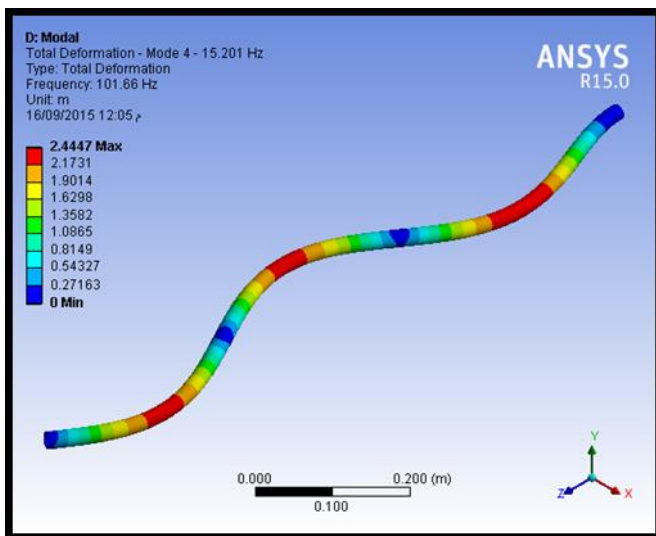 D: Modal
Total Deformation - Mode 4 - 15.201 Hz
Type: Total Deformation
Frequency: 101.66 Hz
Unit: m
16/09/2015 12:05 م
ANSYS
R15.0
2.4447 Max
2.1731
1.9014
1.6298
1.3582
1.0865
0.8149
0.54327
0.27163
0 Min
0.000
0.200 (m)
0.100
Y
Z
X